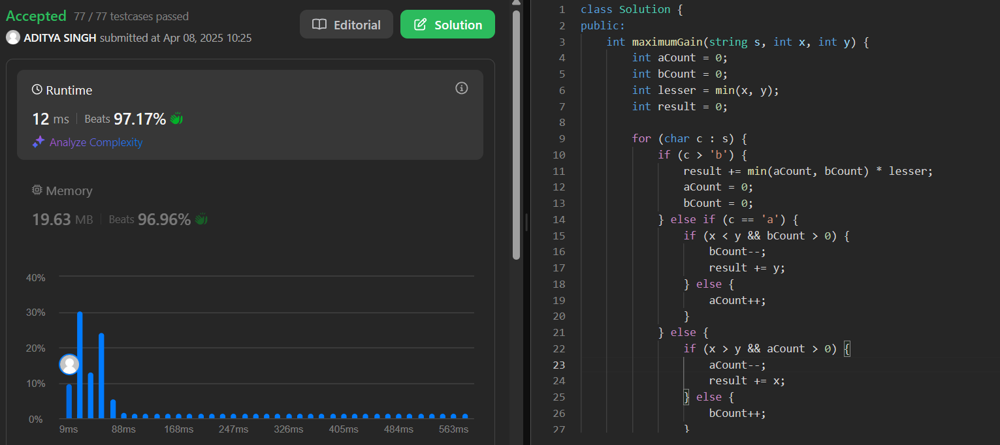 Accepted 77 / 77 testcases passed
Editorial
Solution
ADITYA SINGH submitted at Apr 08, 2025 10:25
Runtime
12 ms | Beats 97.17%
Analyze Complexity
Memory
19.63 MB | Beats 96.96%
40%
30%
20%
10%
0%
9ms 88ms 168ms 247ms 326ms 405ms 484ms 563ms
1 class Solution {
2 public:
3     int maximumGain(string s, int x, int y) {
4         int aCount = 0;
5         int bCount = 0;
6         int lesser = min(x, y);
7         int result = 0;
8
9         for (char c : s) {
10             if (c > 'b') {
11                 result += min(aCount, bCount) * lesser;
12                 aCount = 0;
13                 bCount = 0;
14             } else if (c == 'a') {
15                 if (x < y && bCount > 0) {
16                     bCount--;
17                     result += y;
18                 } else {
19                     aCount++;
20                 }
21             } else {
22                 if (x > y && aCount > 0) {
23                     aCount--;
24                     result += x;
25                 } else {
26                     bCount++;
27                 }